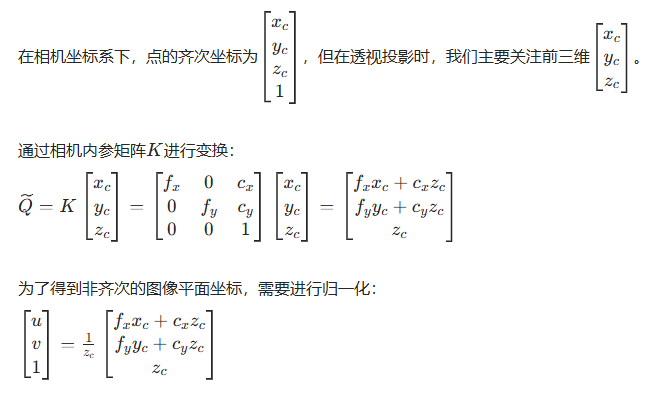 在相机坐标系下，点的齐次坐标为 $\begin{bmatrix} x_c \\ y_c \\ z_c \\ 1 \end{bmatrix}$，但在透视投影时，我们主要关注前三维 $\begin{bmatrix} x_c \\ y_c \\ z_c \end{bmatrix}$。
通过相机内参矩阵$K$进行变换：
$\widetilde{Q} = K \begin{bmatrix} x_c \\ y_c \\ z_c \end{bmatrix} = \begin{bmatrix} f_x & 0 & c_x \\ 0 & f_y & c_y \\ 0 & 0 & 1 \end{bmatrix} \begin{bmatrix} x_c \\ y_c \\ z_c \end{bmatrix} = \begin{bmatrix} f_x x_c + c_x z_c \\ f_y y_c + c_y z_c \\ z_c \end{bmatrix}$
为了得到非齐次的图像平面坐标，需要进行归一化：
$\begin{bmatrix} u \\ v \\ 1 \end{bmatrix} = \frac{1}{z_c} \begin{bmatrix} f_x x_c + c_x z_c \\ f_y y_c + c_y z_c \\ z_c \end{bmatrix}$